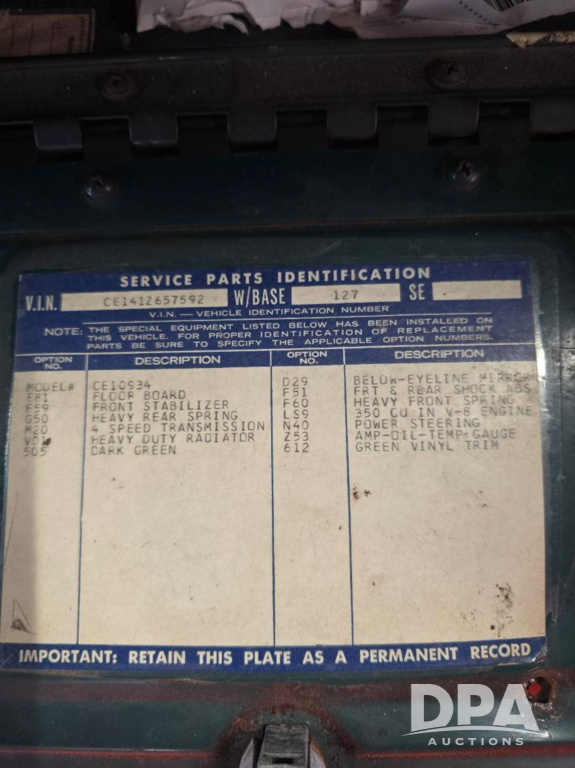 SERVICE PARTS IDENTIFICATION
V.I.N. CE141Z657592 W/BASE 127 SE
V.I.N. — VEHICLE IDENTIFICATION NUMBER
NOTE: THE SPECIAL EQUIPMENT LISTED BELOW HAS BEEN INSTALLED ON
THIS VEHICLE. FOR PROPER IDENTIFICATION OF REPLACEMENT
PARTS BE SURE TO SPECIFY THE APPLICABLE OPTION NUMBERS.
OPTION NO. DESCRIPTION OPTION NO. DESCRIPTION
MODEL# CE10934 D29 BELOW-EYELINE MIRROR
E81 FLOOR BOARD F51 FRT & REAR SHOCK ABS
F59 FRONT STABILIZER F60 HEAVY FRONT SPRING
G50 HEAVY REAR SPRING LS9 350 CU IN V-8 ENGINE
M20 4 SPEED TRANSMISSION N40 POWER STEERING
V01 HEAVY DUTY RADIATOR Z53 AMP-OIL-TEMP-GAUGE
505 DARK GREEN 612 GREEN VINYL TRIM
IMPORTANT: RETAIN THIS PLATE AS A PERMANENT RECORD
DPA
AUCTIONS